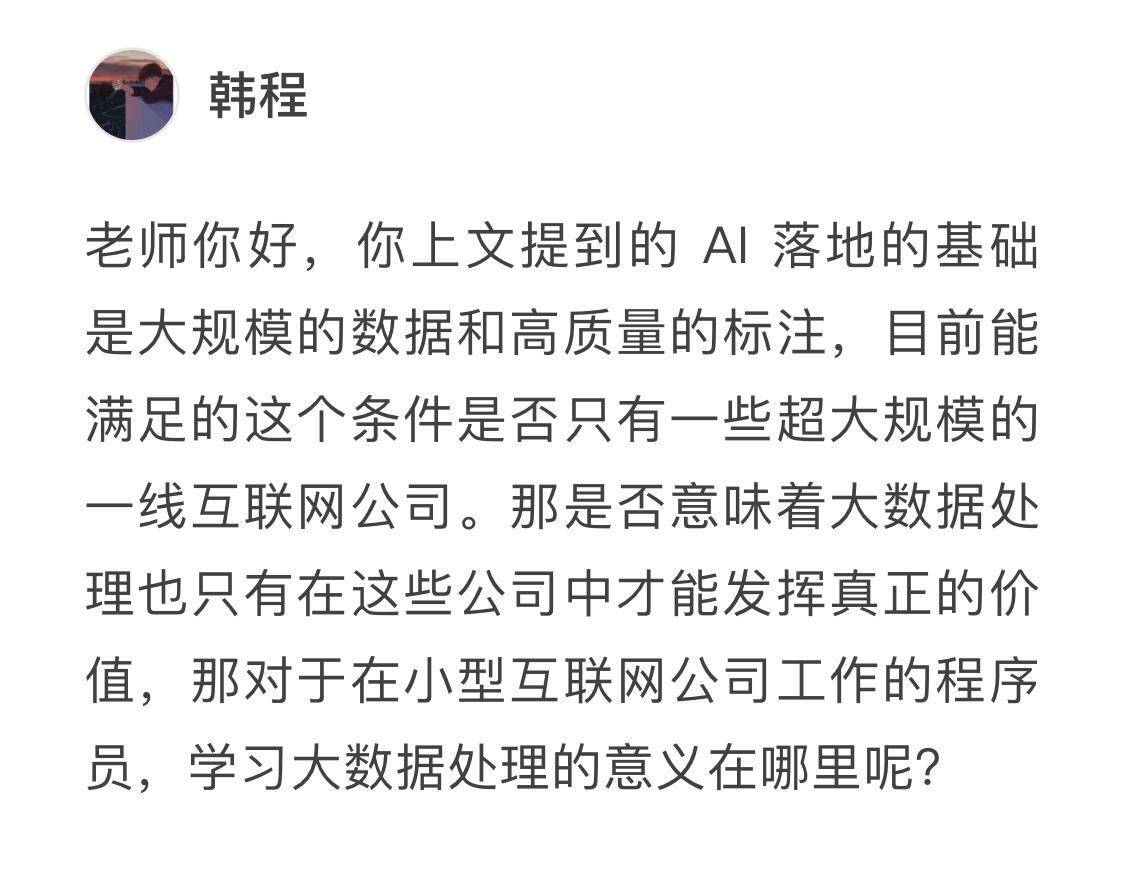 韩程
老师你好，你上文提到的 AI 落地的基础
是大规模的数据和高质量的标注，目前能
满足的这个条件是否只有一些超大规模的
一线互联网公司。那是否意味着大数据处
理也只有在这些公司中才能发挥真正的价
值，那对于在小型互联网公司工作的程序
员，学习大数据处理的意义在哪里呢？